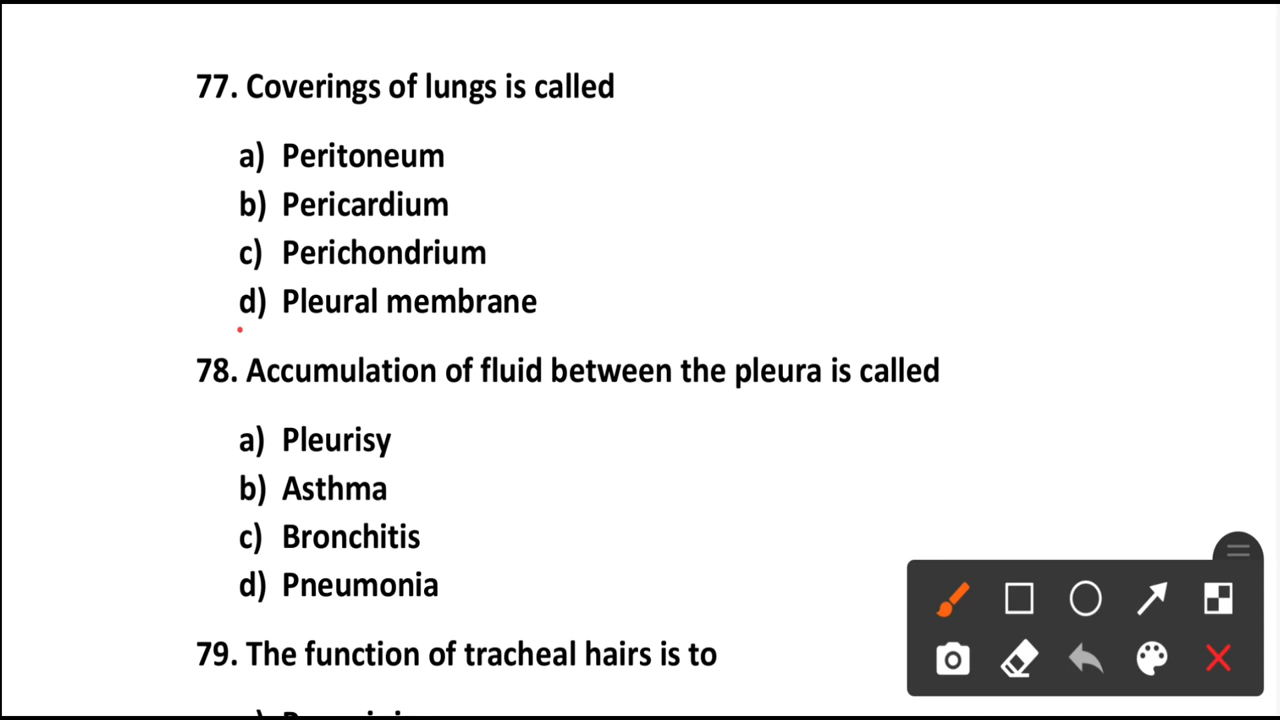 77. Coverings of lungs is called
a) Peritoneum
b) Pericardium
c) Perichondrium
d) Pleural membrane
78. Accumulation of fluid between the pleura is called
a) Pleurisy
b) Asthma
c) Bronchitis
d) Pneumonia
79. The function of tracheal hairs is to